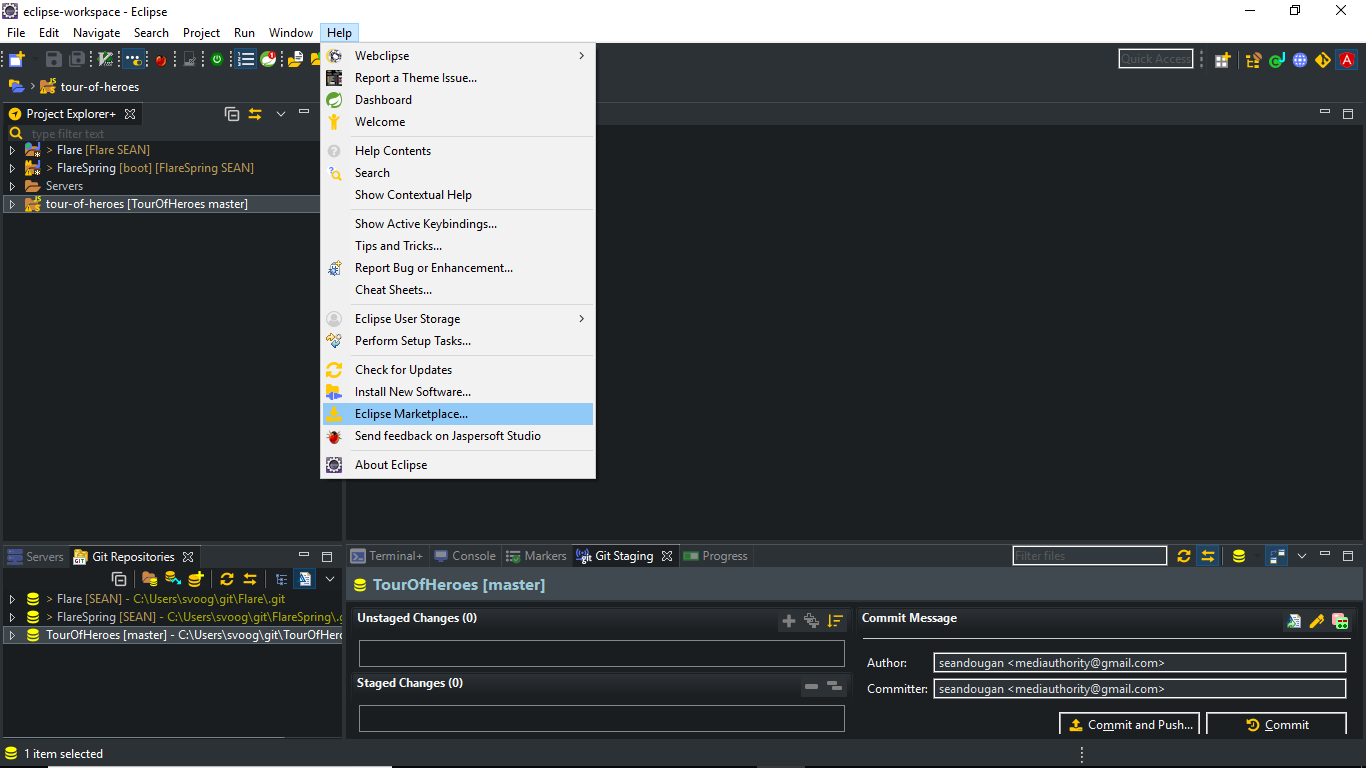 eclipse-workspace - Eclipse
File Edit Navigate Search Project Run Window Help
Quick Access
tour-of-heroes
Project Explorer+
type filter text
> Flare [Flare SEAN]
> FlareSpring [boot] [FlareSpring SEAN]
Servers
tour-of-heroes [TourOfHeroes master]
Webclipse
Report a Theme Issue...
Dashboard
Welcome
Help Contents
Search
Show Contextual Help
Show Active Keybindings...
Tips and Tricks...
Report Bug or Enhancement...
Cheat Sheets...
Eclipse User Storage
Perform Setup Tasks...
Check for Updates
Install New Software...
Eclipse Marketplace...
Send feedback on Jaspersoft Studio
About Eclipse
Servers Git Repositories
> Flare [SEAN] - C:\Users\svoog\git\Flare\.git
> FlareSpring [SEAN] - C:\Users\svoog\git\FlareSpring\.g
TourOfHeroes [master] - C:\Users\svoog\git\TourOfHero
Terminal+ Console Markers Git Staging Progress
Filter files
TourOfHeroes [master]
Unstaged Changes (0)
Staged Changes (0)
Commit Message
Author: seandougan <mediauthority@gmail.com>
Committer: seandougan <mediauthority@gmail.com>
Commit and Push... Commit
1 item selected